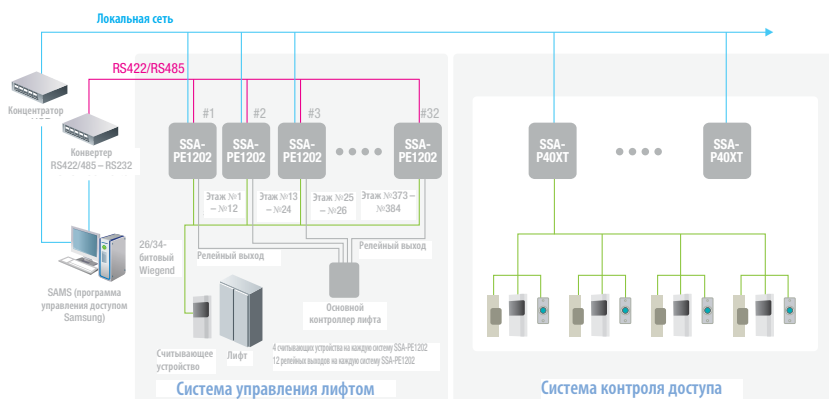 Локальная сеть
RS422/RS485
Концентратор
#1
#2
#3
#32
Конвертер
RS422/485 – RS232
SSA-
PE1202
SSA-
PE1202
SSA-
PE1202
SSA-
PE1202
SSA-
P40XT
SSA-
P40XT
Этаж №1
– №12
Этаж №13
– №24
Этаж №25
– №26
Этаж №373 –
№384
26/34-
битовый
Wiegend
Релейный выход
Релейный выход
SAMS (программа
управления доступом
Samsung)
Основной
контроллер лифта
Считывающее
устройство
Лифт
4 считывающих устройства на каждую систему SSA-PE1202
12 релейных выходов на каждую систему SSA-PE1202
Система управления лифтом
Система контроля доступа